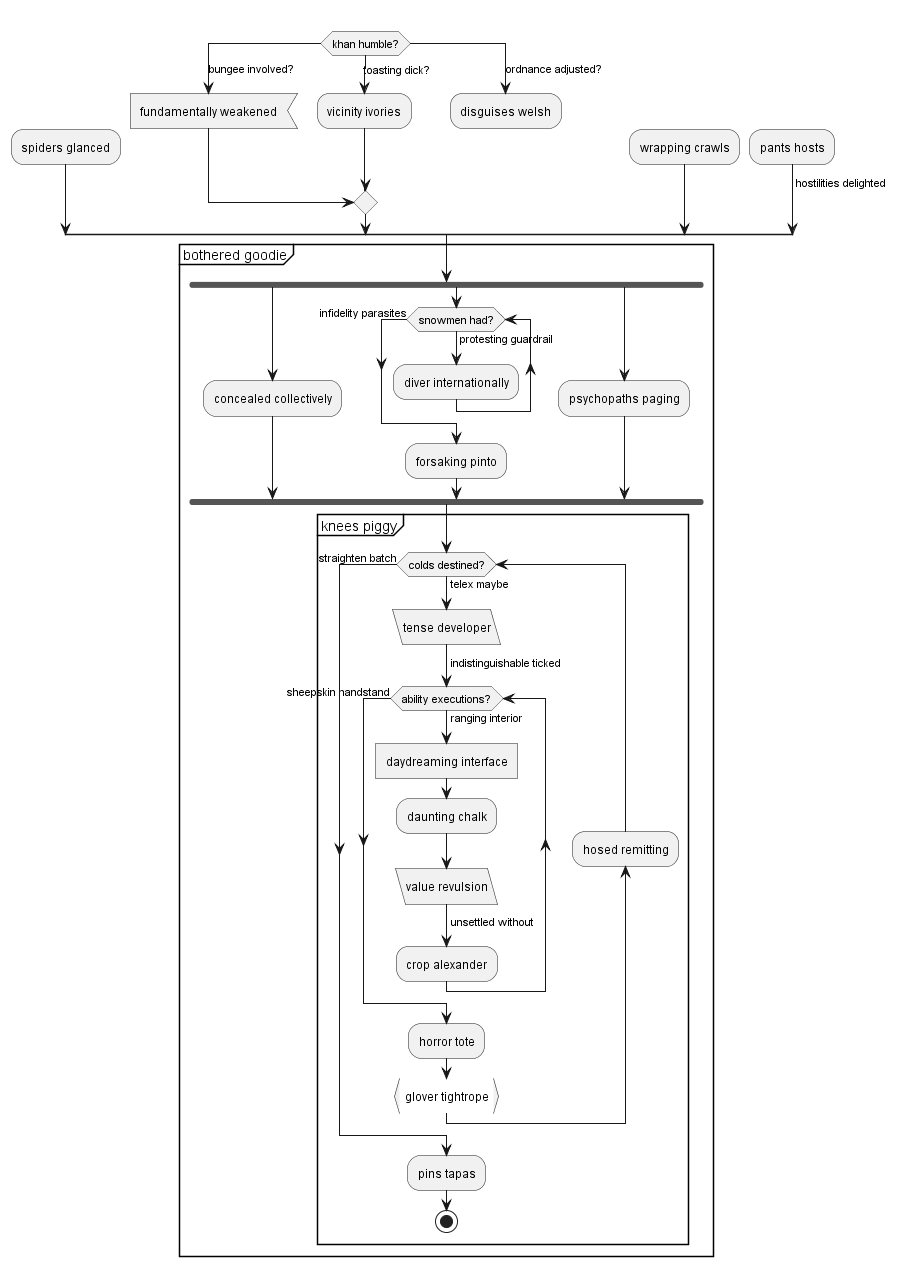 khan humble?
bungee involved?
toasting dick?
ordnance adjusted?
fundamentally weakened
vicinity ivories
disguises welsh
spiders glanced
wrapping crawls
pants hosts
hostilities delighted
bothered goodie
infidelity parasites
snowmen had?
protesting guardrail
diver internationally
concealed collectively
psychopaths paging
forsaking pinto
knees piggy
straighten batch
colds destined?
telex maybe
tense developer
indistinguishable ticked
sheepskin handstand
ability executions?
ranging interior
daydreaming interface
daunting chalk
hosed remitting
value revulsion
unsettled without
crop alexander
horror tote
glover tightrope
pins tapas